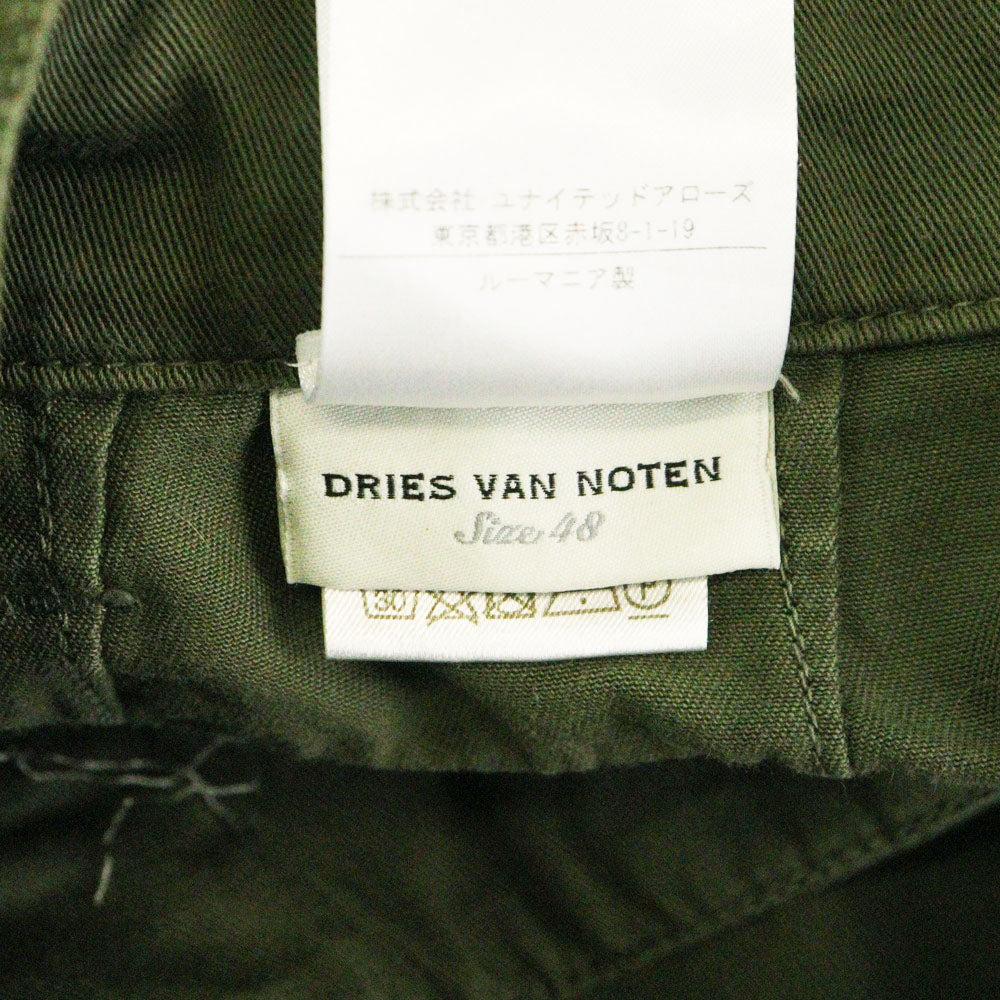 株式会社 ユナイテッドアローズ
東京都港区赤坂8-1-19
ルーマニア製
DRIES VAN NOTEN
Size 48
30 P